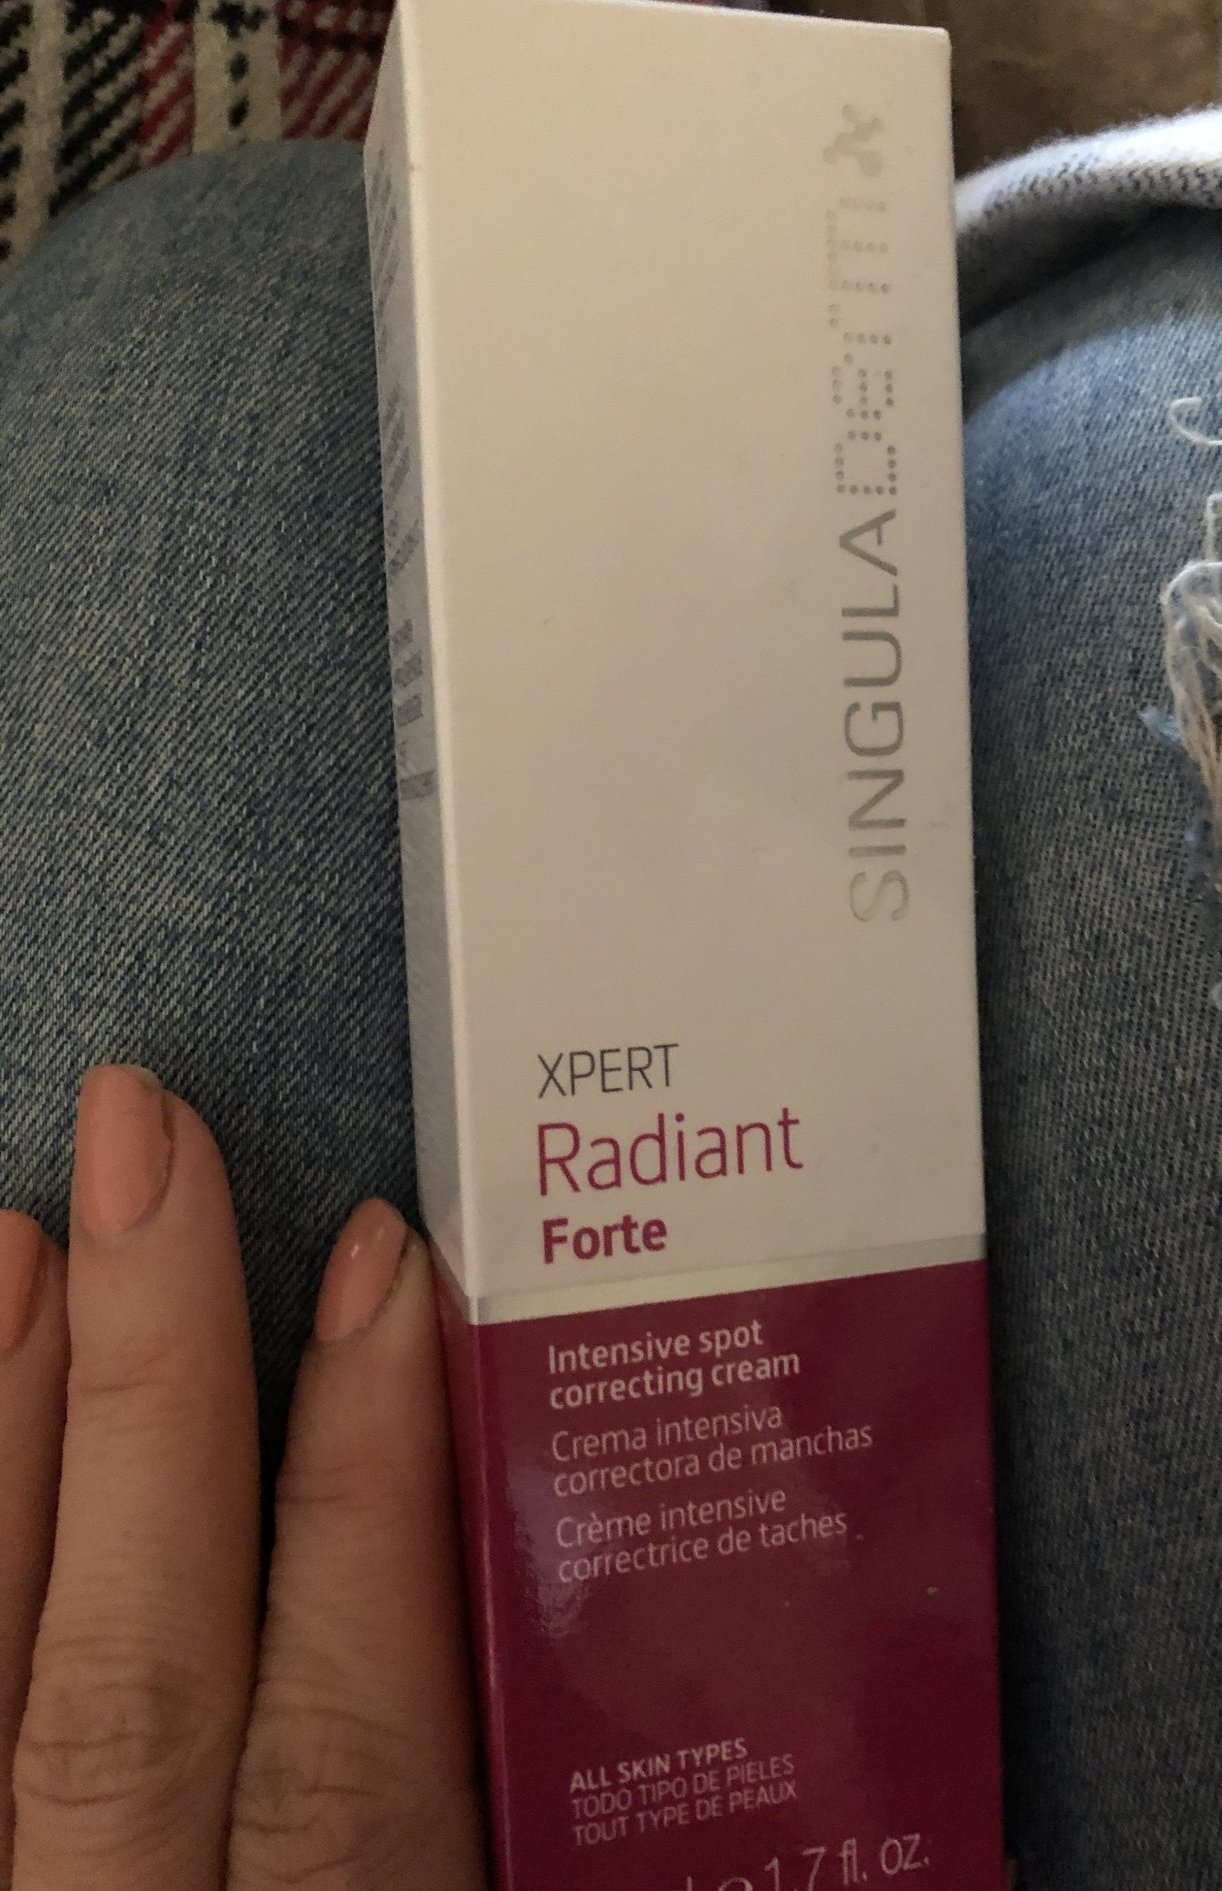 SINGULADERM
XPERT
Radiant
Forte
Intensive spot
correcting cream
Crema intensiva
correctora de manchas
Crème intensive
correctrice de taches
ALL SKIN TYPES
TODO TIPO DE PIELES
TOUT TYPE DE PEAUX
1.7 fl. oz.